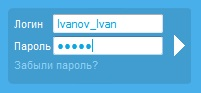 Логин Ivanov_Ivan
Пароль ●●●●●
Забыли пароль?